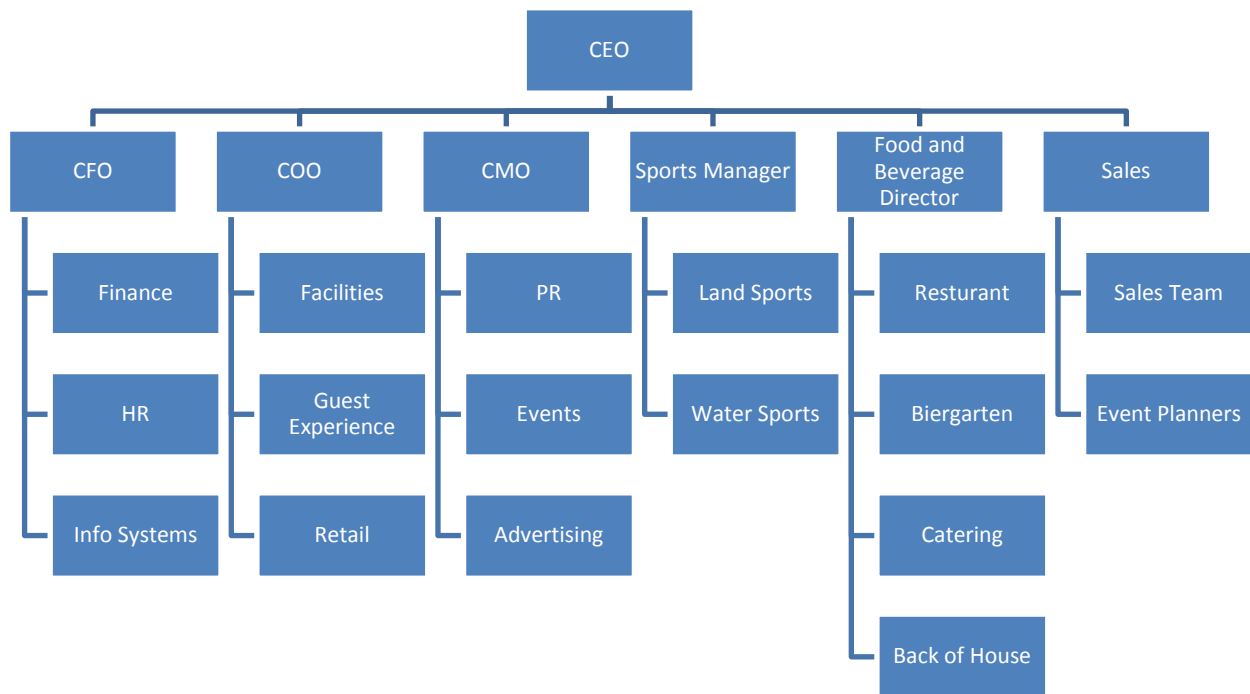 CEO
CFO
COO
CMO
Sports Manager
Food and
Beverage
Director
Sales
Finance
Facilities
PR
Land Sports
Resturant
Sales Team
HR
Guest
Experience
Events
Water Sports
Biergarten
Event Planners
Info Systems
Retail
Advertising
Catering
Back of House